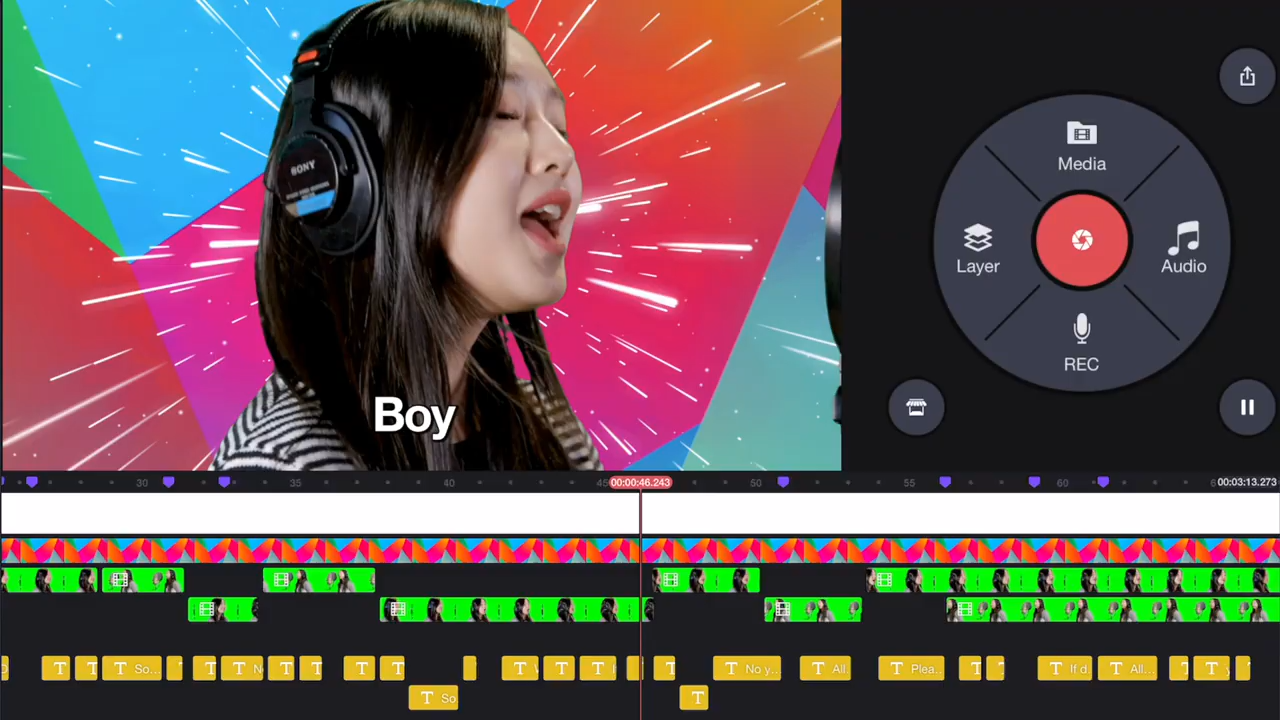 SONY
Boy
Media
Layer
Audio
REC
30
35
40
45
00:00:46.243
50
55
60
00:03:13.273
So...
N
So
No y...
All
Plea...
If d
All...